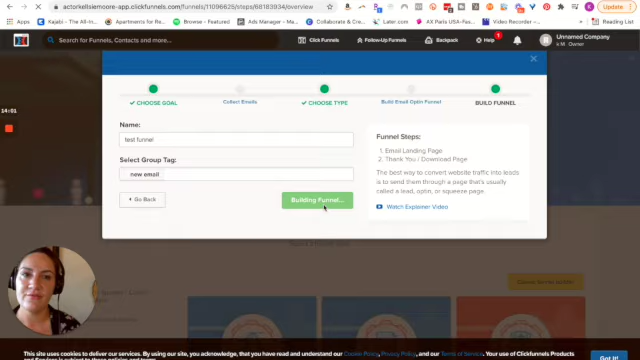 actorkellsiemoore-app.clickfunnels.com/funnels/11096625/steps/68183934/overview
Update
Kajabi - The All-In...
Apartments for Re...
Browse - Featured
Ads Manager - Ma...
Collaborate & Crea...
Later.com
AX Paris USA-Fas...
Video Recorder –...
Search for Funnels, Contacts and more...
Click Funnels
Follow-Up Funnels
Backpack
Help
1
Unnamed Company
k M Owner
CHOOSE GOAL
Collect Emails
CHOOSE TYPE
Build Email Optin Funnel
BUILD FUNNEL
14:01
Name:
test funnel
Select Group Tag:
new email
Go Back
Building Funnel...
Funnel Steps:
1. Email Landing Page
2. Thank You / Download Page
The best way to convert website traffic into leads
is to send them through a page that's usually
called a lead, optin, or squeeze page.
Watch Explainer Video
This site uses cookies to deliver our services. By using our site, you acknowledge, that you have read and understand our Cookie Policy, Privacy Policy, and our Terms of Service. Your use of Clickfunnels Products
Got it!